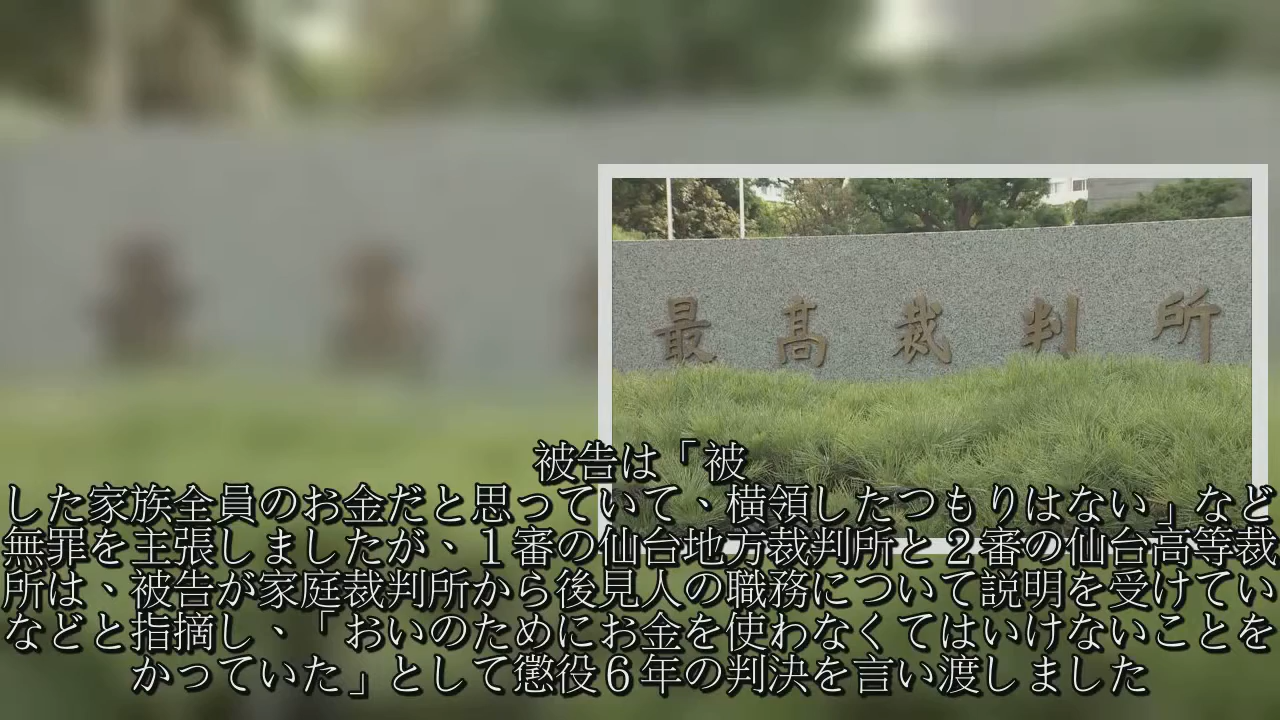 最高裁判所
被告は「被
した家族全員のお金だと思っていて、横領したつもりはない」など
無罪を主張しましたが、１審の仙台地方裁判所と２審の仙台高等裁
所は、被告が家庭裁判所から後見人の職務について説明を受けてい
などと指摘し、「おいのためにお金を使わなくてはいけないことを
かっていた」として懲役６年の判決を言い渡しました